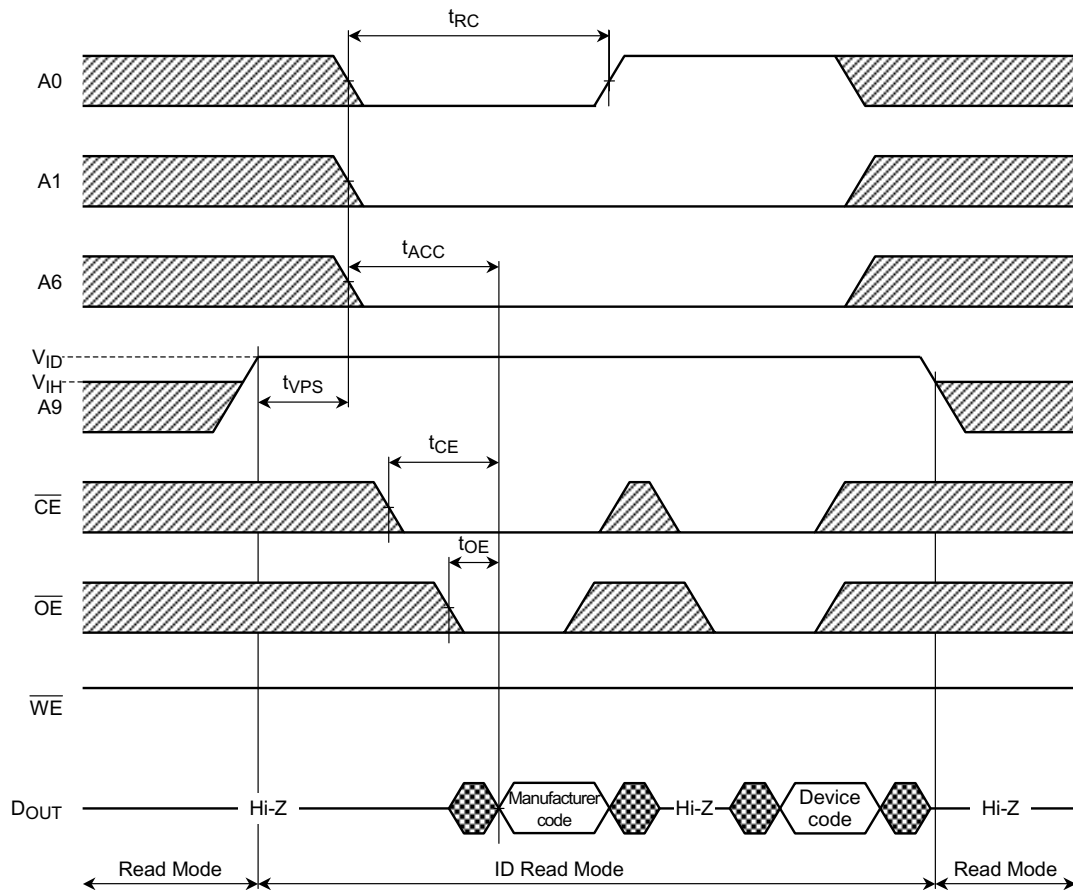 tRC
A0
A1
tACC
A6
VID
VIH
tVPS
A9
tCE
CE
tOE
OE
WE
DOUT Hi-Z Manufacturer code Hi-Z Device code Hi-Z
Read Mode ID Read Mode Read Mode